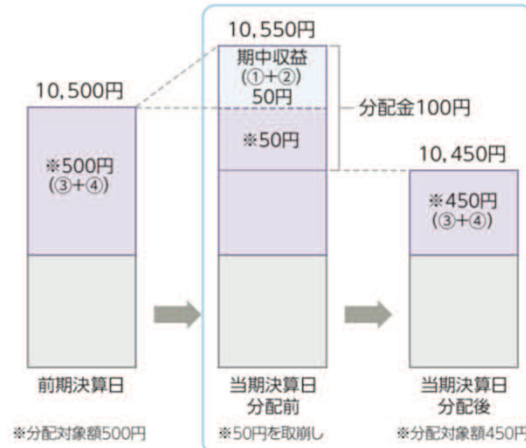 10,550円
期中収益
(①+②)
50円
10,500円
分配金100円
※50円
10,450円
※500円
(③+④)
※450円
(③+④)
前期決算日
当期決算日
分配前
当期決算日
分配後
※分配対象額500円
※50円を取崩し
※分配対象額450円